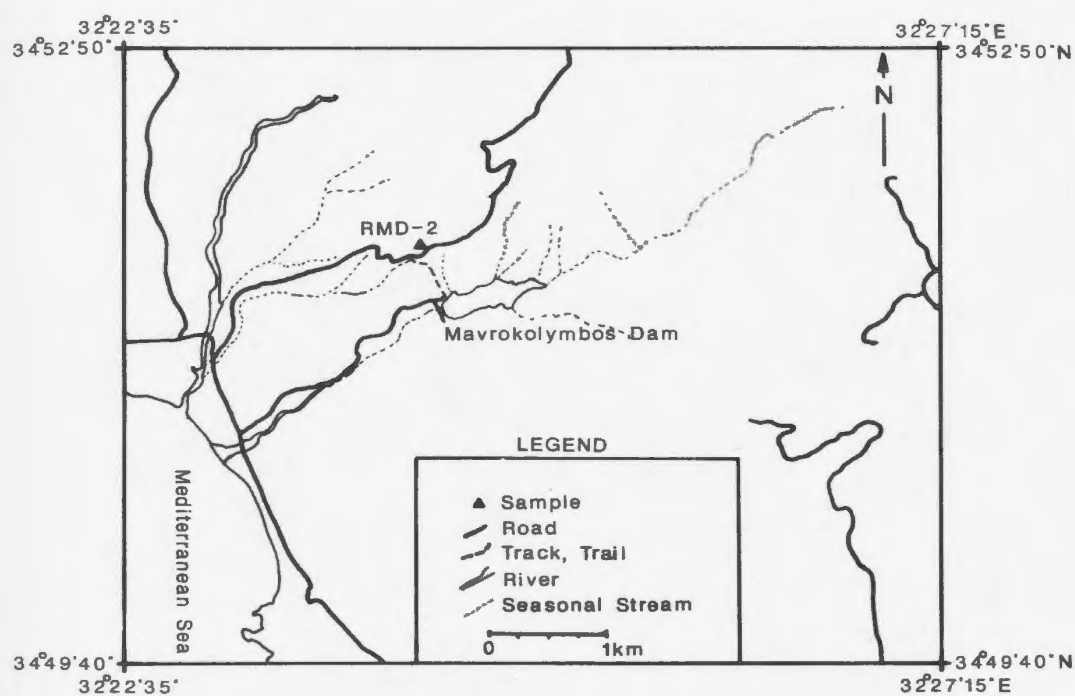 32°22'35"
34°52'50"
32°27'15"E
34°52'50"N
N
RMD-2
Mavrokolymbos Dam
Mediterranean Sea
LEGEND
Sample
Road
Track, Trail
River
Seasonal Stream
0 1km
34°49'40"
32°22'35"
34°49'40"N
32°27'15"E